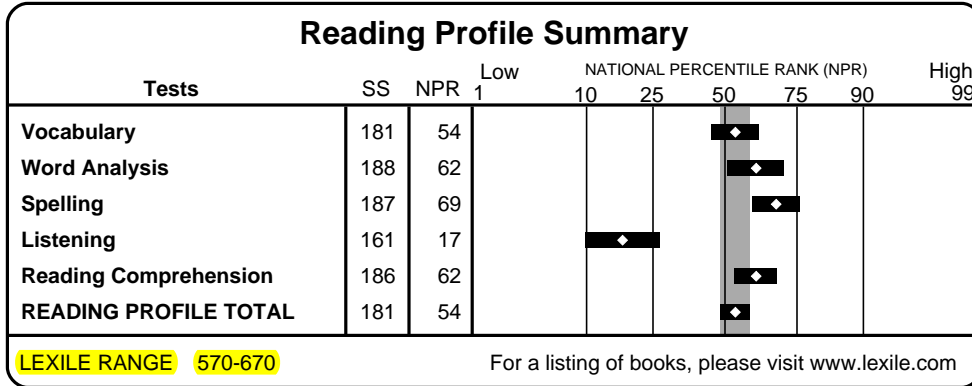 Reading Profile Summary
Tests SS NPR Low 1 NATIONAL PERCENTILE RANK (NPR) High 99
10 25 50 75 90
Vocabulary 181 54
Word Analysis 188 62
Spelling 187 69
Listening 161 17
Reading Comprehension 186 62
READING PROFILE TOTAL 181 54
LEXILE RANGE 570-670 For a listing of books, please visit www.lexile.com